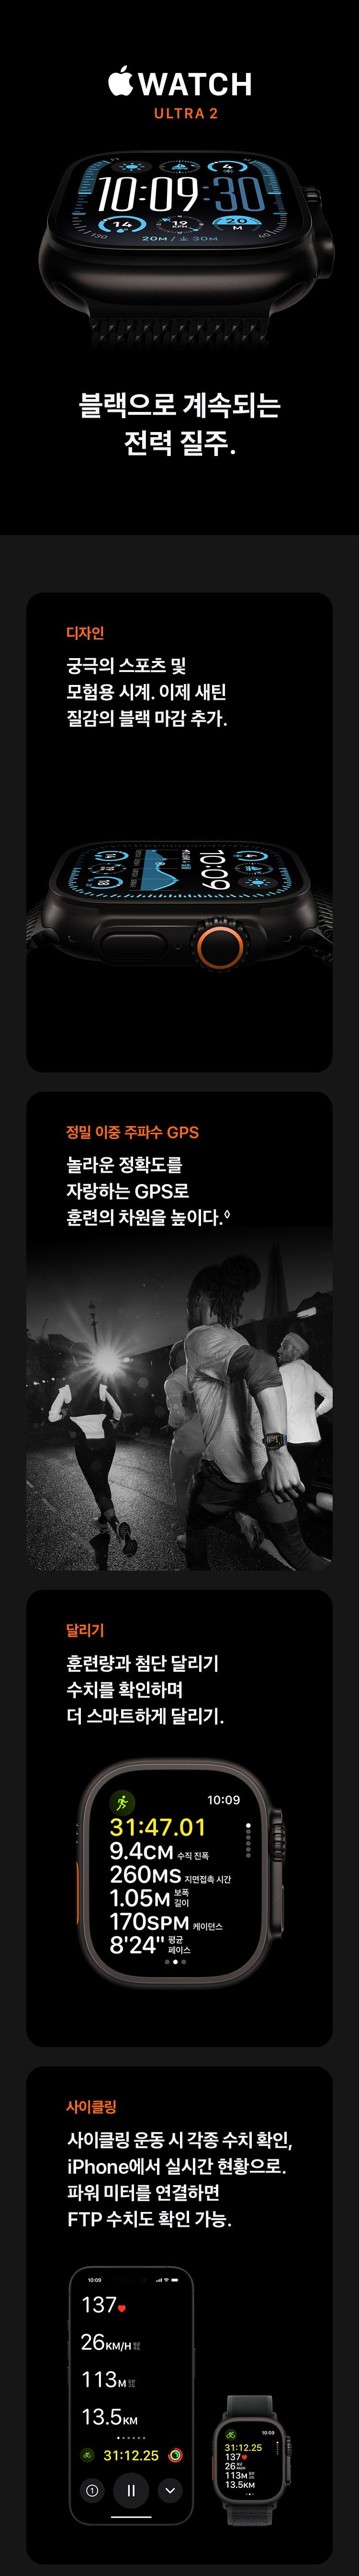 WATCH
ULTRA 2
10:09:30
14
4
20
M
130
20M / 30M
블랙으로 계속되는
전력 질주.
디자인
궁극의 스포츠 및
모험용 시계. 이제 새틴
질감의 블랙 마감 추가.
10:09
정밀 이중 주파수 GPS
놀라운 정확도를
자랑하는 GPS로
훈련의 차원을 높이다.◊
달리기
훈련량과 첨단 달리기
수치를 확인하며
더 스마트하게 달리기.
10:09
31:47.01
9.4CM 수직 진폭
260MS 지면접촉 시간
1.05M 보폭 길이
170SPM 케이던스
8'24" 평균 페이스
사이클링
사이클링 운동 시 각종 수치 확인,
iPhone에서 실시간 현황으로.
파워 미터를 연결하면
FTP 수치도 확인 가능.
10:09
137
26KM/H
113M
13.5KM
31:12.25
1
10:09
31:12.25
137
26KM/H
113M
13.5KM